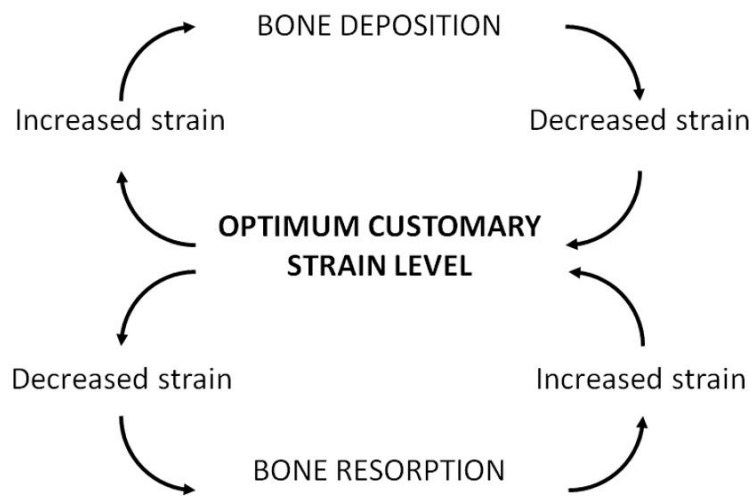 BONE DEPOSITION
Increased strain
Decreased strain
OPTIMUM CUSTOMARY
STRAIN LEVEL
Decreased strain
Increased strain
BONE RESORPTION